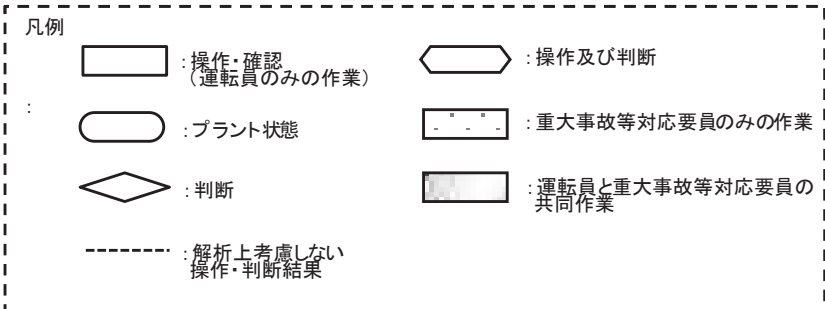 凡例
:操作・確認
(運転員のみの作業)
:操作及び判断
:
:プラント状態
:重大事故等対応要員のみの作業
:判断
:運転員と重大事故等対応要員の
共同作業
:解析上考慮しない
操作・判断結果